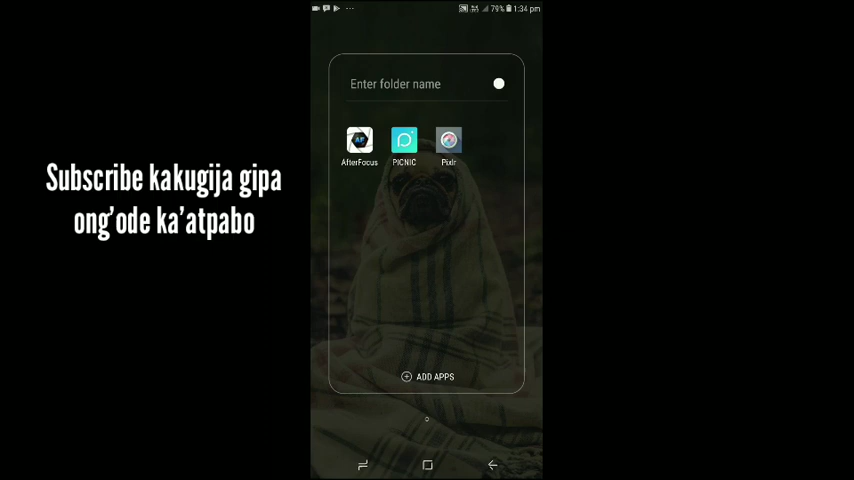 79% 1:34 pm
Enter folder name
AF
AfterFocus PICNIC Pixlr
Subscribe kakugija gipa
ong'ode ka'atpabo
ADD APPS